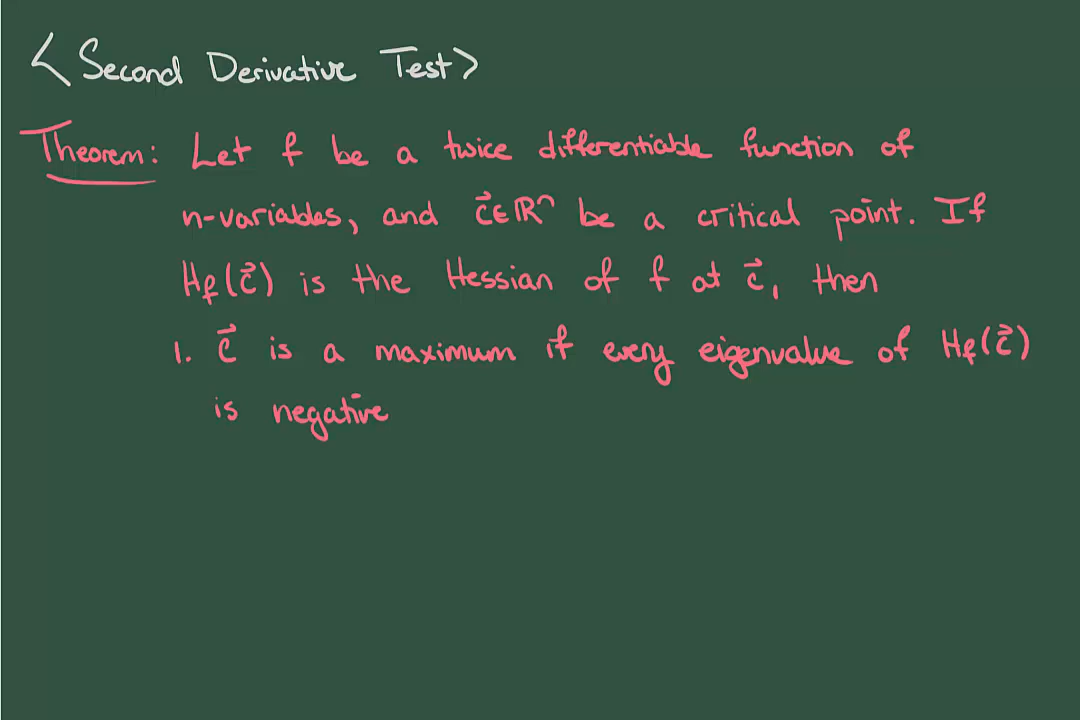 <Second Derivative Test>
Theorem: Let f be a twice differentiable function of
n-variables, and c⃗∈ℝⁿ be a critical point. If
Hf(c⃗) is the Hessian of f at c⃗, then
1. c⃗ is a maximum if every eigenvalue of Hf(c⃗)
is negative